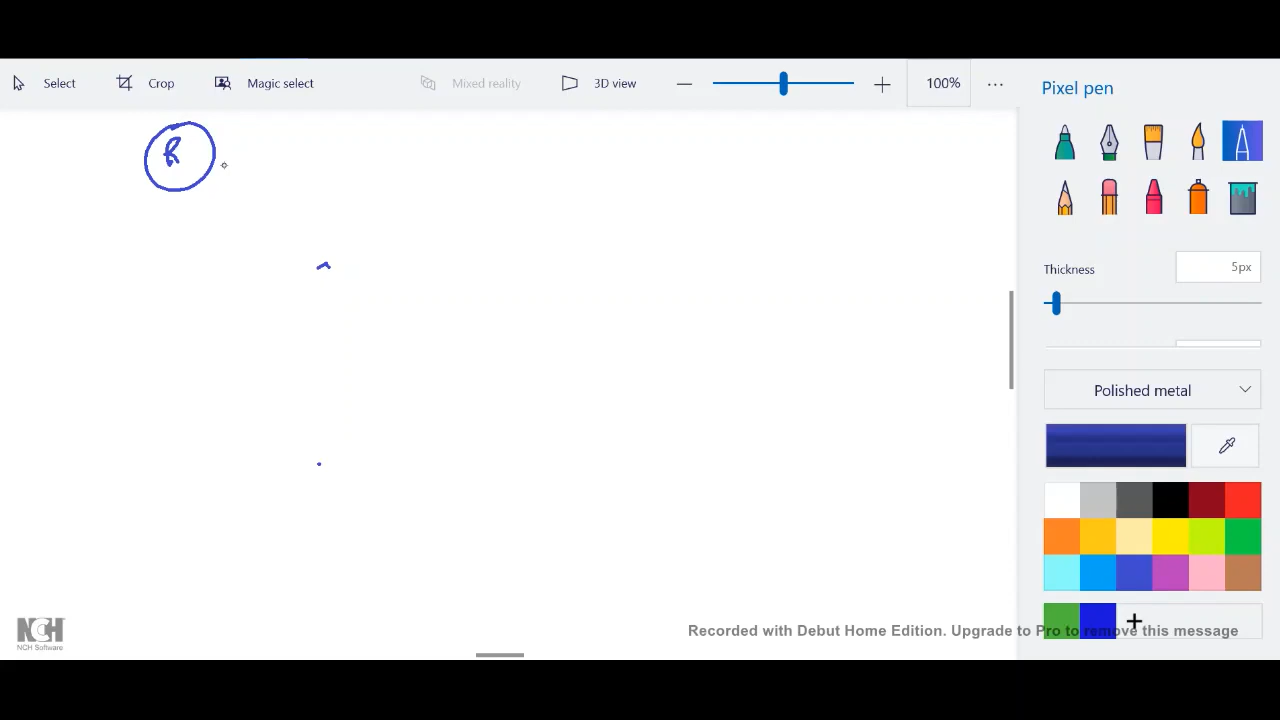 Select Crop Magic select Mixed reality 3D view 100% Pixel pen
R
Thickness 5px
Polished metal
NCH
NCH Software
Recorded with Debut Home Edition. Upgrade to Pro to remove this message